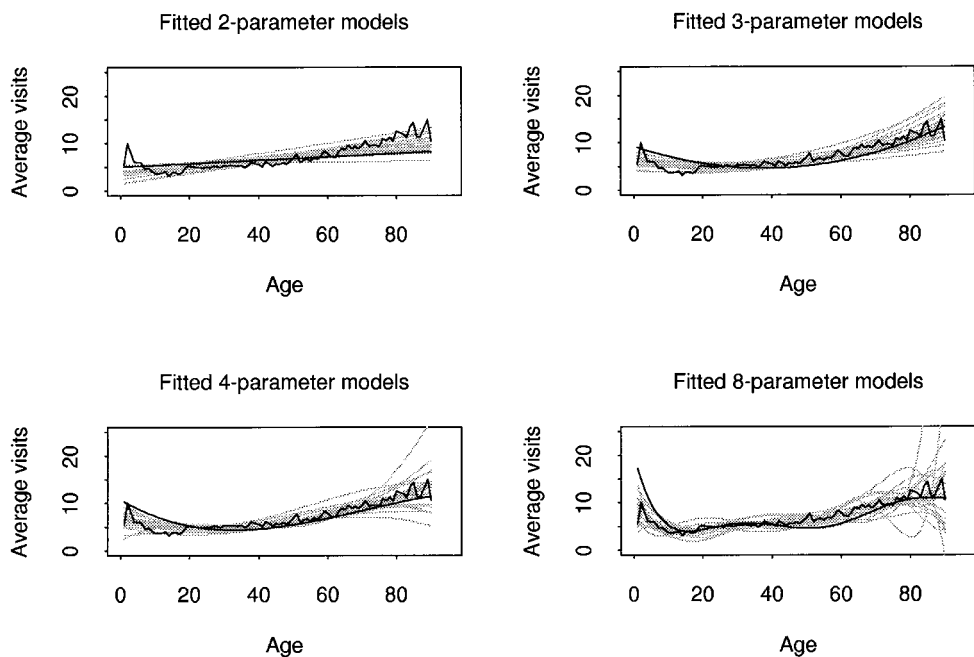 Fitted 2-parameter models
Average visits
20
10
0
0 20 40 60 80
Age
Fitted 3-parameter models
Average visits
20
10
0
0 20 40 60 80
Age
Fitted 4-parameter models
Average visits
20
10
0
0 20 40 60 80
Age
Fitted 8-parameter models
Average visits
20
10
0
0 20 40 60 80
Age